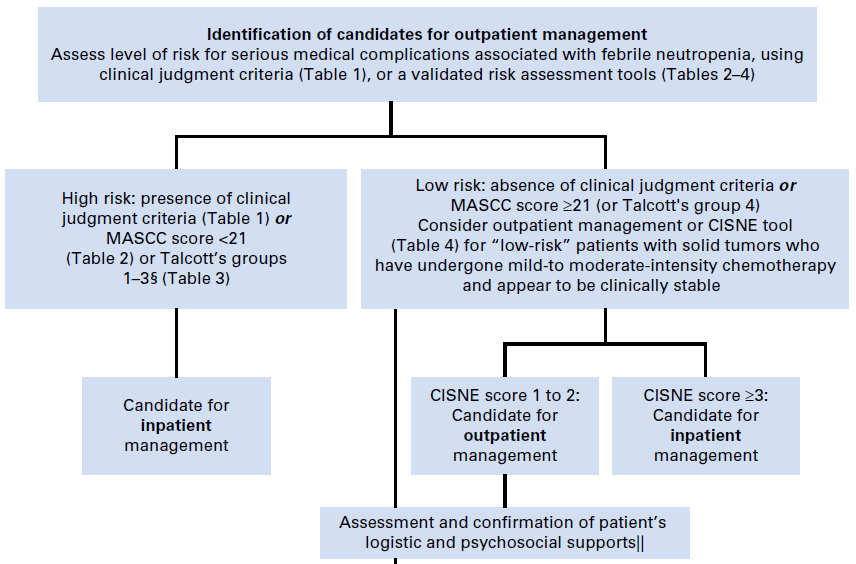 Identification of candidates for outpatient management
Assess level of risk for serious medical complications associated with febrile neutropenia, using
clinical judgment criteria (Table 1), or a validated risk assessment tools (Tables 2–4)
High risk: presence of clinical
judgment criteria (Table 1) or
MASCC score <21
(Table 2) or Talcott’s groups
1–3§ (Table 3)
Low risk: absence of clinical judgment criteria or
MASCC score ≥21 (or Talcott's group 4)
Consider outpatient management or CISNE tool
(Table 4) for “low-risk” patients with solid tumors who
have undergone mild-to moderate-intensity chemotherapy
and appear to be clinically stable
Candidate for
inpatient
management
CISNE score 1 to 2:
Candidate for
outpatient
management
CISNE score ≥3:
Candidate for
inpatient
management
Assessment and confirmation of patient’s
logistic and psychosocial supports||